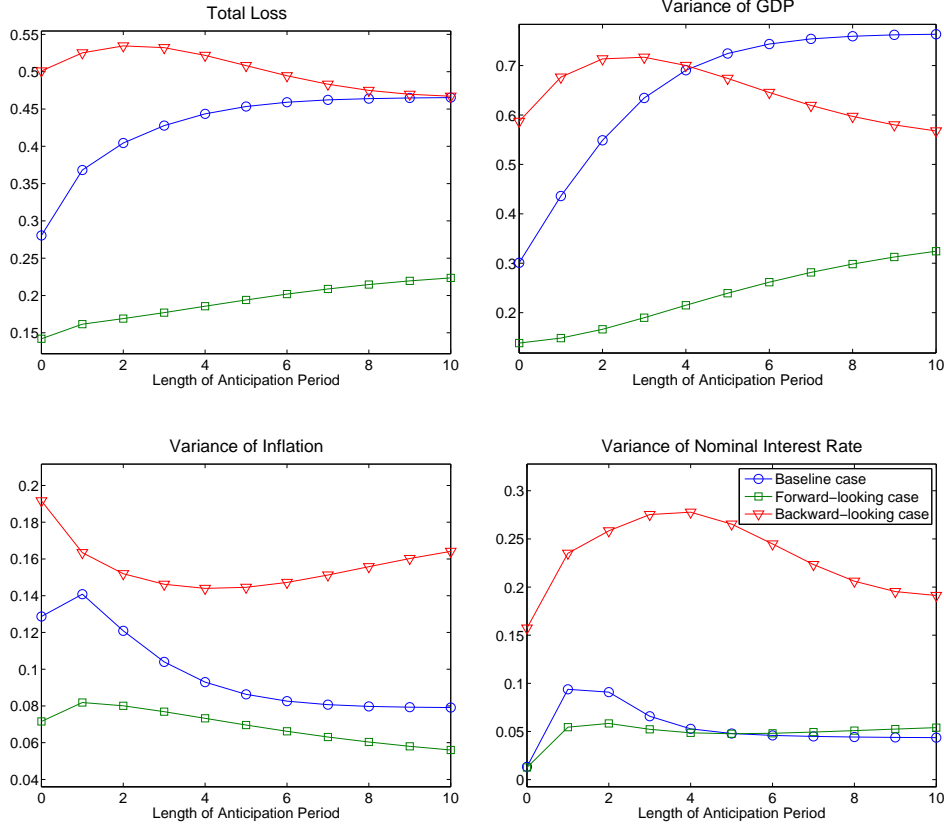 Total Loss
0.55
0.5
0.45
0.4
0.35
0.3
0.25
0.2
0.15
0 2 4 6 8 10
Length of Anticipation Period
Variance of GDP
0.7
0.6
0.5
0.4
0.3
0.2
0 2 4 6 8 10
Length of Anticipation Period
Variance of Inflation
0.2
0.18
0.16
0.14
0.12
0.1
0.08
0.06
0.04
0 2 4 6 8 10
Length of Anticipation Period
Variance of Nominal Interest Rate
0.3
0.25
0.2
0.15
0.1
0.05
0
0 2 4 6 8 10
Length of Anticipation Period
Baseline case
Forward−looking case
Backward−looking case